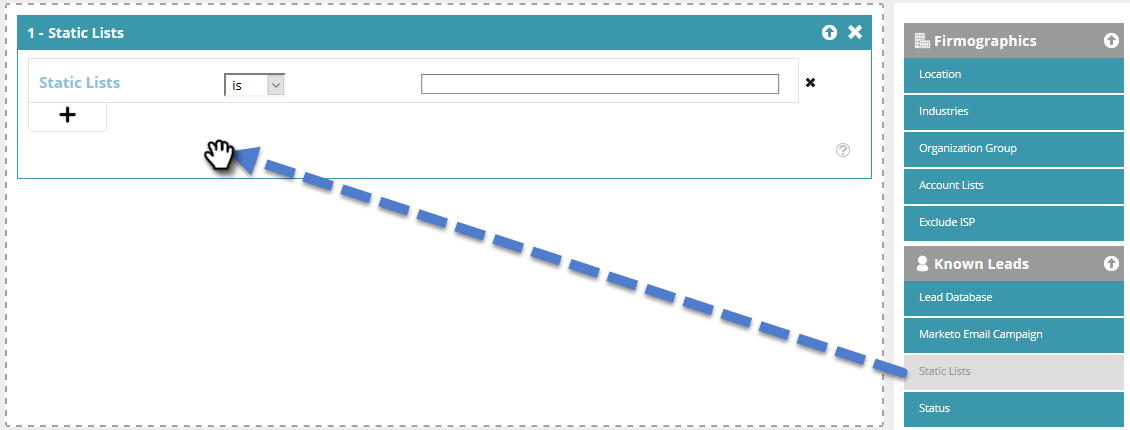 1 - Static Lists
Static Lists
is
Firmographics
Location
Industries
Organization Group
Account Lists
Exclude ISP
Known Leads
Lead Database
Marketo Email Campaign
Static Lists
Status